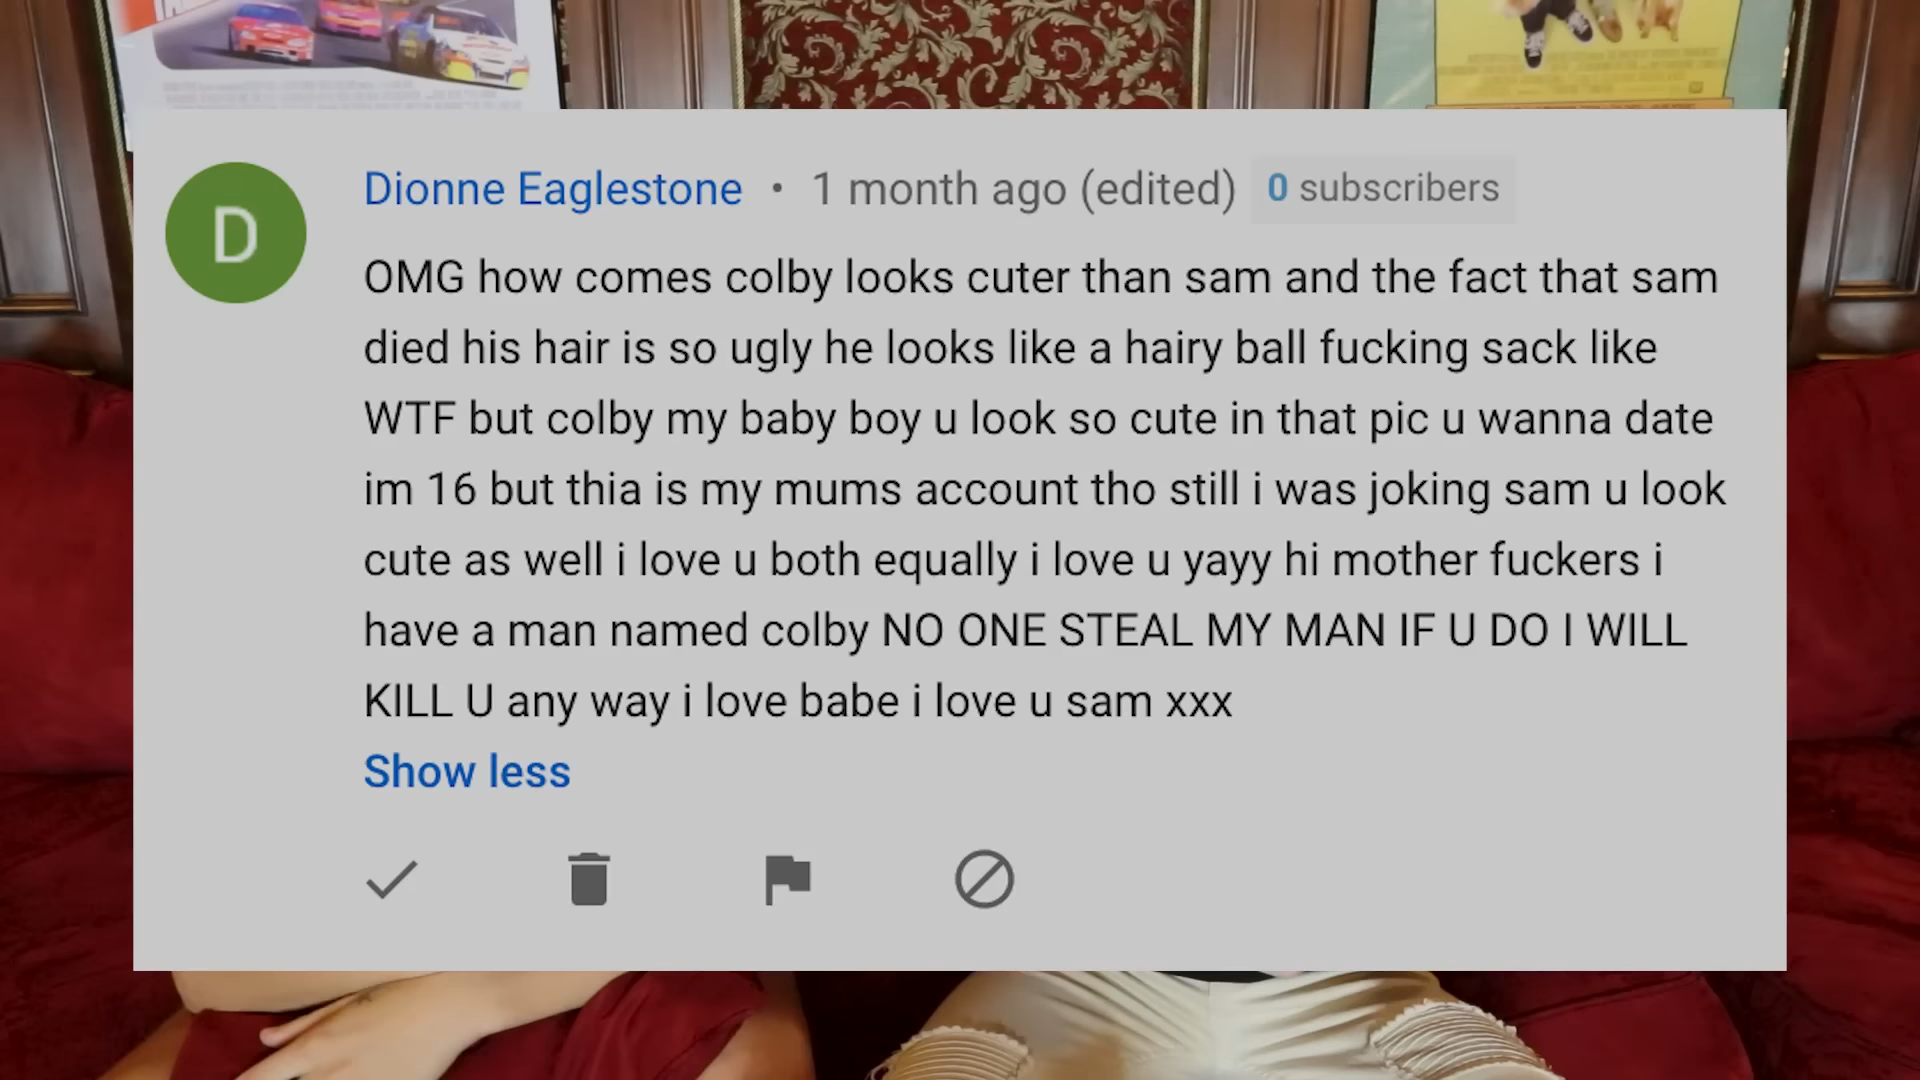 D
Dionne Eaglestone • 1 month ago (edited) 0 subscribers
OMG how comes colby looks cuter than sam and the fact that sam
died his hair is so ugly he looks like a hairy ball fucking sack like
WTF but colby my baby boy u look so cute in that pic u wanna date
im 16 but thia is my mums account tho still i was joking sam u look
cute as well i love u both equally i love u yayy hi mother fuckers i
have a man named colby NO ONE STEAL MY MAN IF U DO I WILL
KILL U any way i love babe i love u sam xxx
Show less